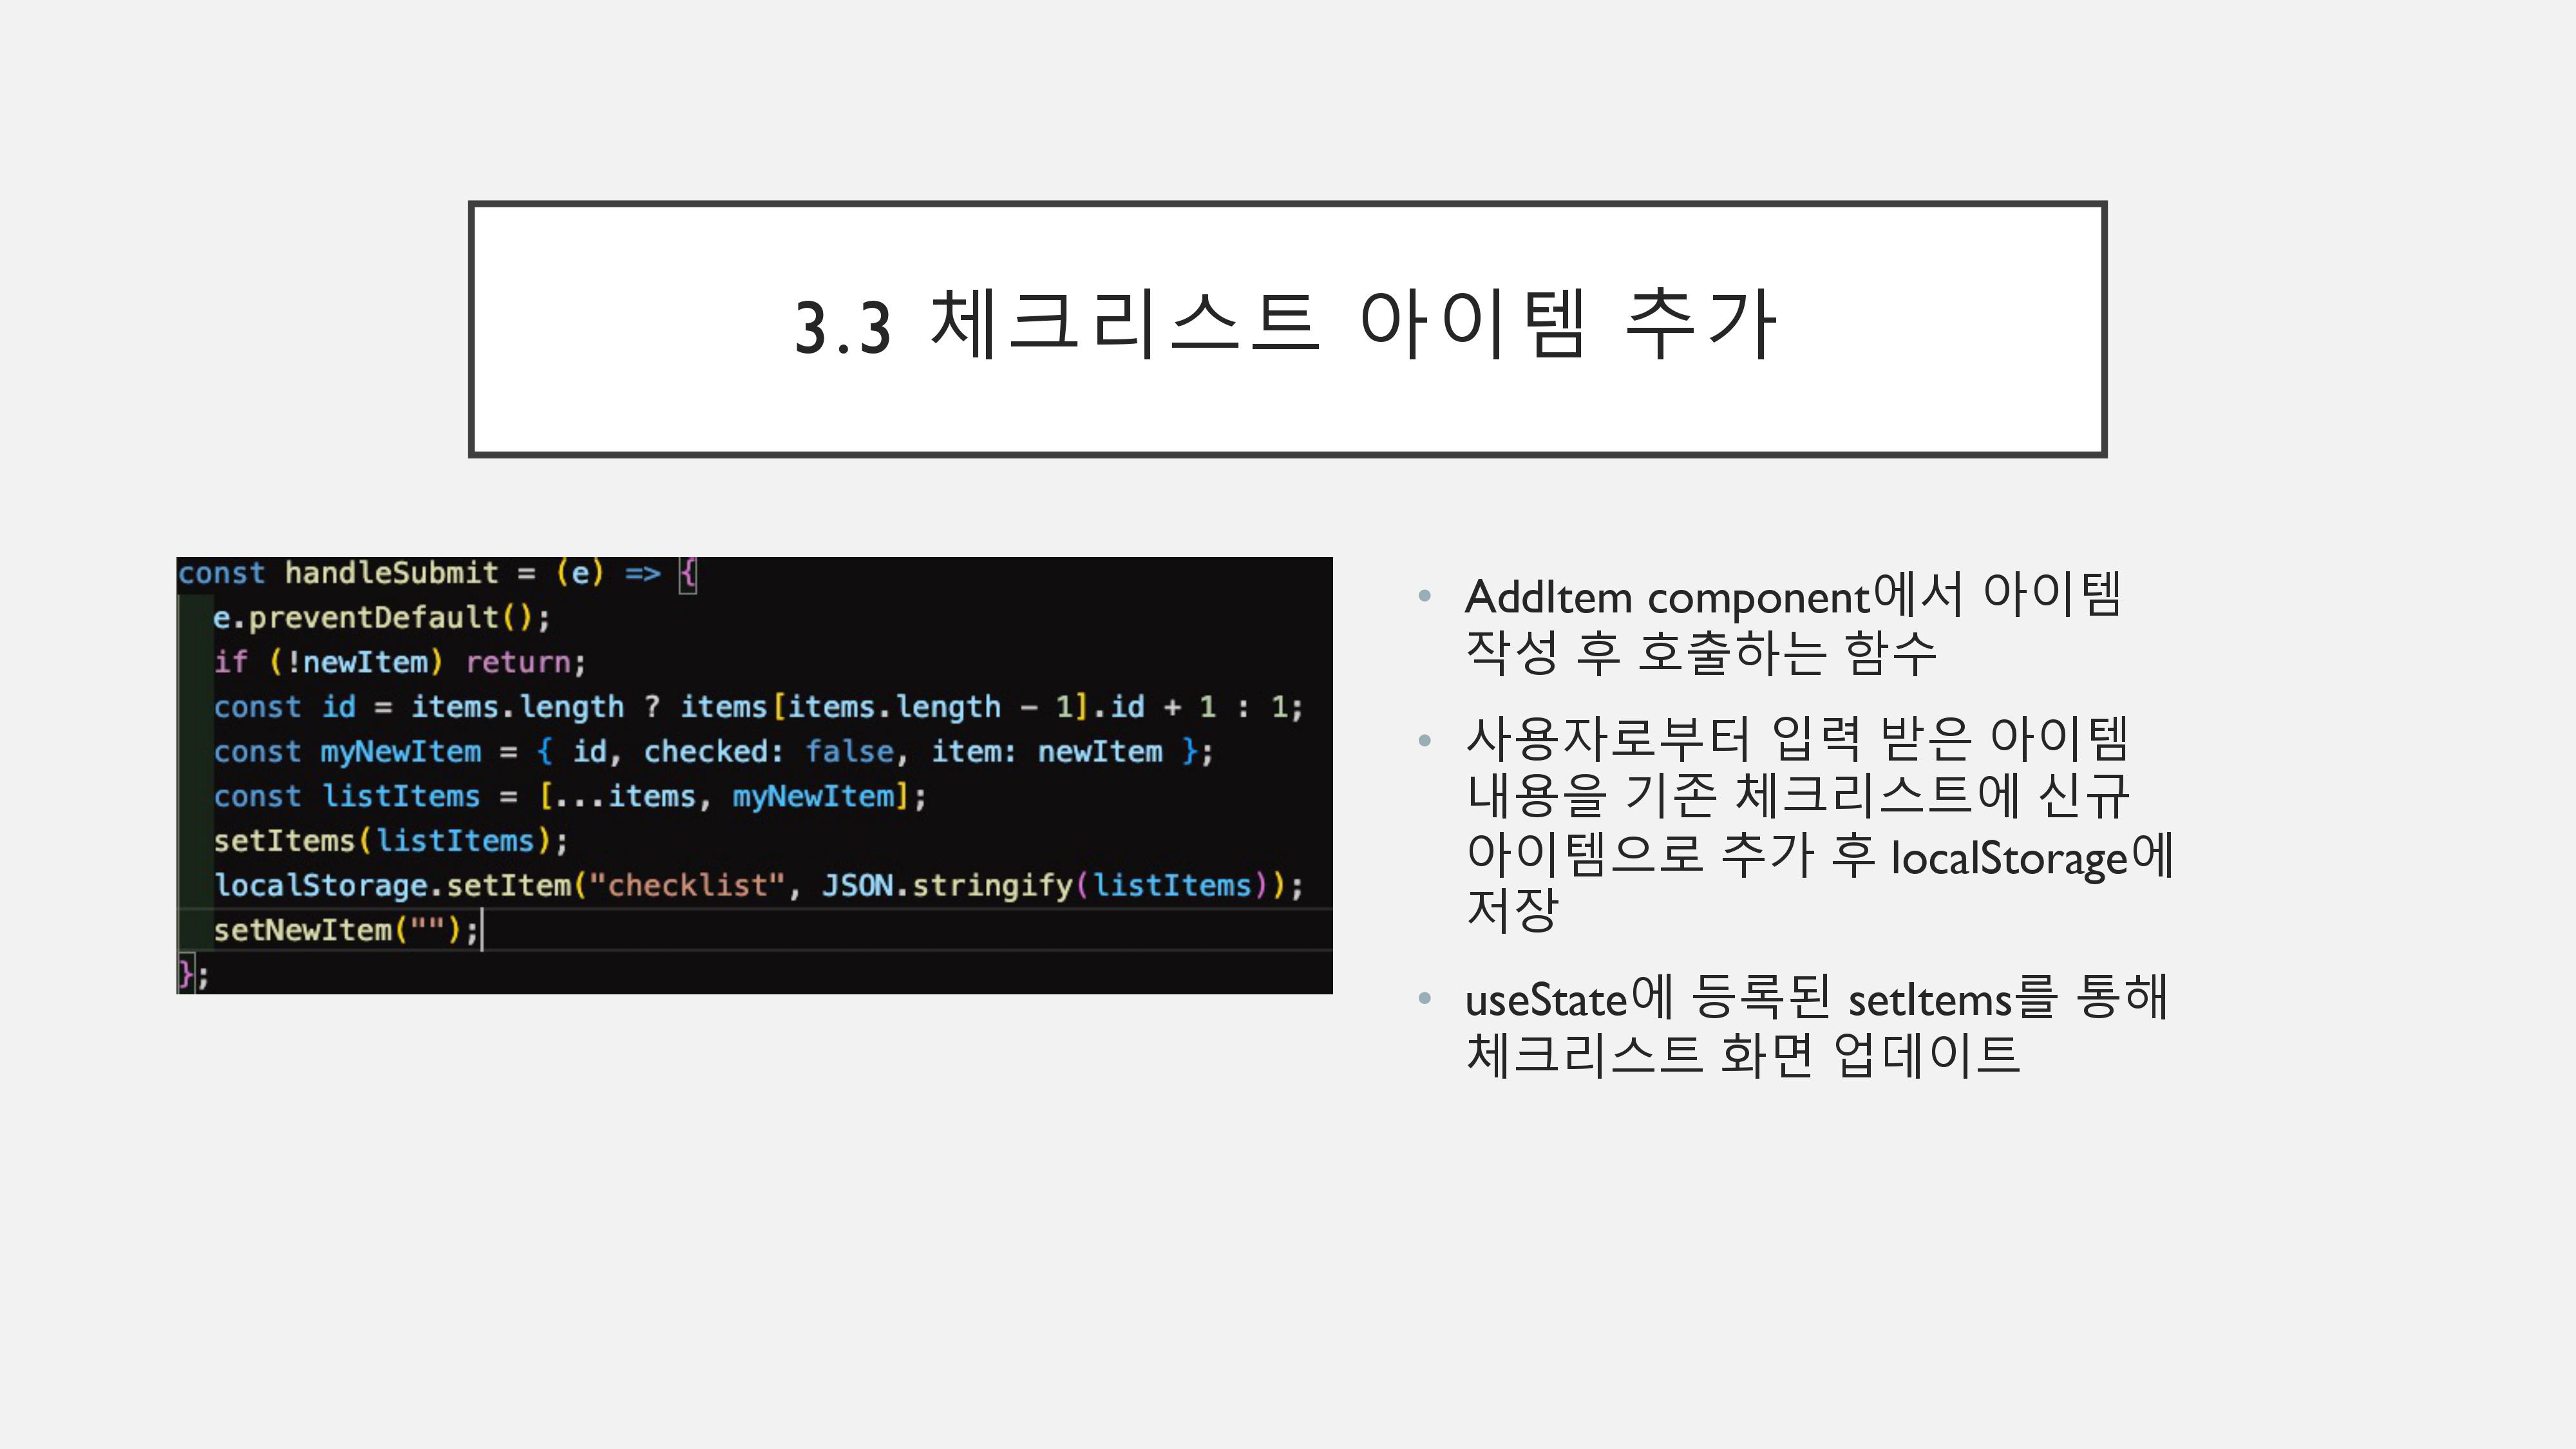 3.3 체크리스트 아이템 추가
const handleSubmit = (e) => {
e.preventDefault();
if (!newItem) return;
const id = items.length ? items[items.length - 1].id + 1 : 1;
const myNewItem = { id, checked: false, item: newItem };
const listItems = [...items, myNewItem];
setItems(listItems);
localStorage.setItem("checklist", JSON.stringify(listItems));
setNewItem("");
};
• AddItem component에서 아이템
작성 후 호출하는 함수
• 사용자로부터 입력 받은 아이템
내용을 기존 체크리스트에 신규
아이템으로 추가 후 localStorage에
저장
• useState에 등록된 setItems를 통해
체크리스트 화면 업데이트